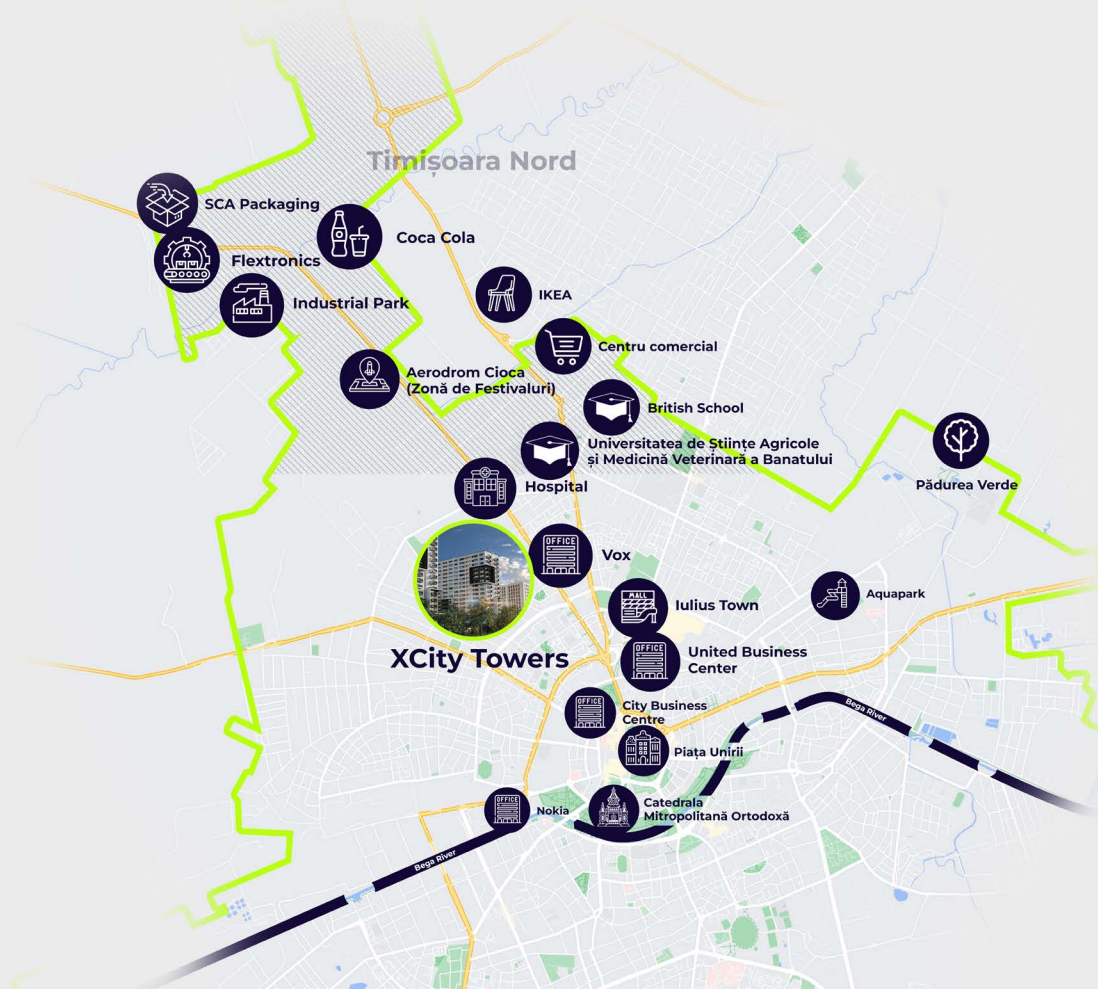 Timișoara Nord
SCA Packaging
Coca Cola
Flextronics
IKEA
Industrial Park
Centru comercial
Aerodrom Cioca
(Zonă de Festivaluri)
British School
Universitatea de Științe Agricole
și Medicină Veterinară a Banatului
Pădurea Verde
Hospital
OFFICE
Vox
MALL
Iulius Town
Aquapark
XCity Towers
OFFICE
United Business
Center
OFFICE
City Business
Centre
Bega River
Piața Unirii
OFFICE
Nokia
Catedrala
Mitropolitană Ortodoxă
Bega River